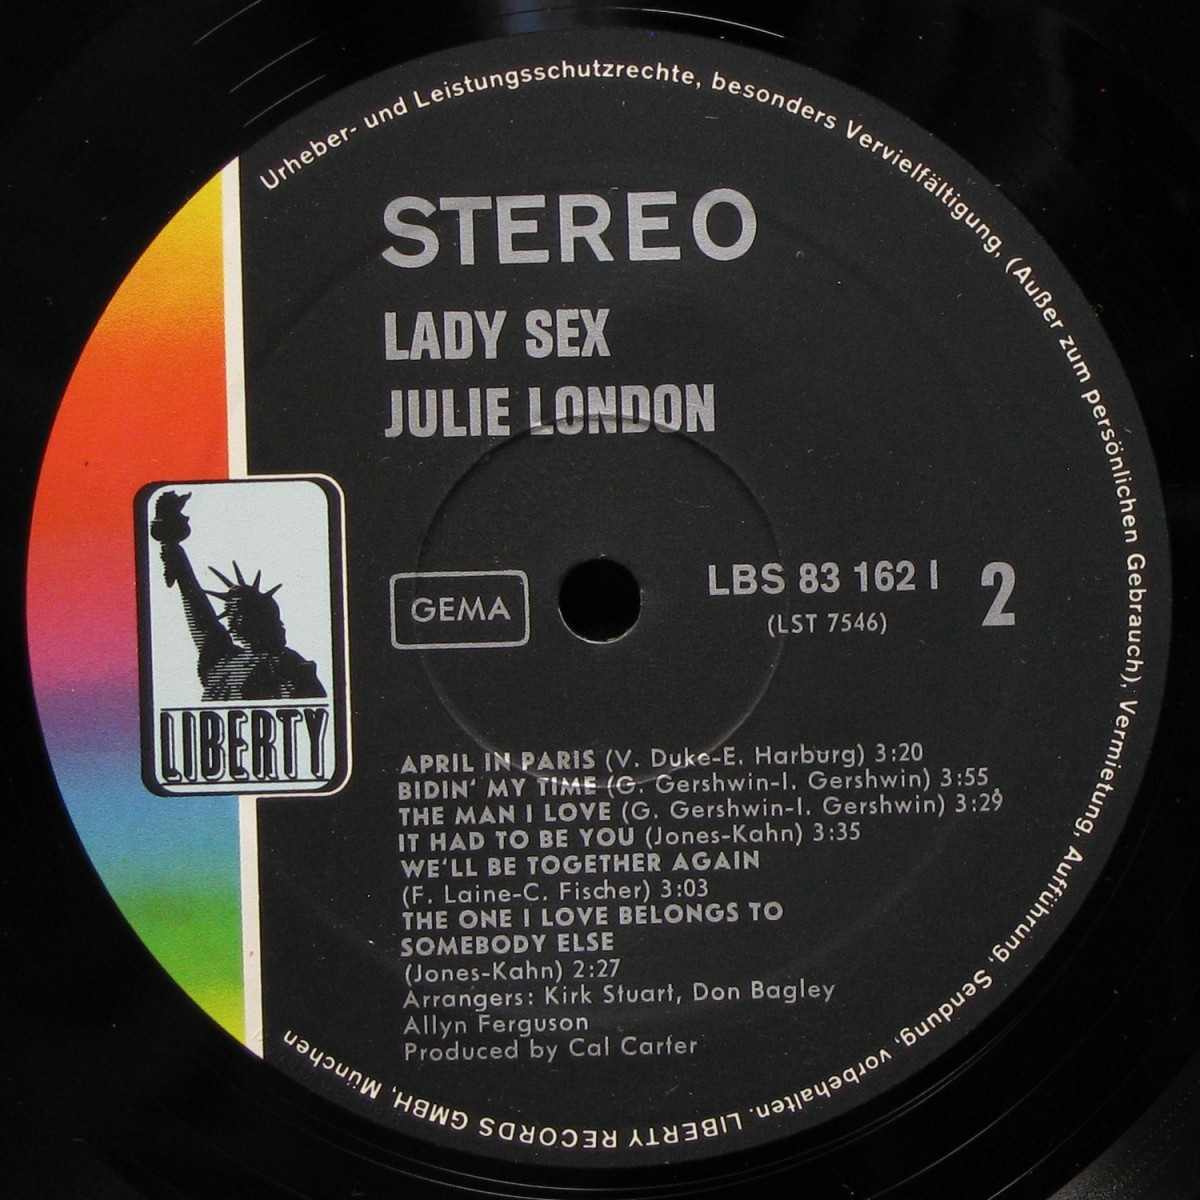 Urheber- und Leistungsschutzrechte, besonders Vervielfältigung, (Außer zum persönlichen Gebrauch), Vermietung, Aufführung, Sendung, vorbehalten. LIBERTY RECORDS GMBH, München
STEREO
LADY SEX
JULIE LONDON
LIBERTY
GEMA
LBS 83 162 I
(LST 7546)
2
APRIL IN PARIS (V. Duke-E. Harburg) 3:20
BIDIN' MY TIME (G. Gershwin-I. Gershwin) 3:55
THE MAN I LOVE (G. Gershwin-I. Gershwin) 3:29
IT HAD TO BE YOU (Jones-Kahn) 3:35
WE'LL BE TOGETHER AGAIN
(F. Laine-C. Fischer) 3:03
THE ONE I LOVE BELONGS TO
SOMEBODY ELSE
(Jones-Kahn) 2:27
Arrangers: Kirk Stuart, Don Bagley
Allyn Ferguson
Produced by Cal Carter